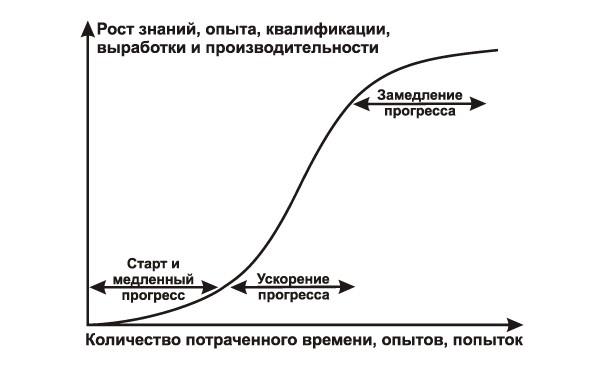 Рост знаний, опыта, квалификации,
выработки и производительности
Замедление
прогресса
Старт и
медленный
прогресс
Ускорение
прогресса
Количество потраченного времени, опытов, попыток